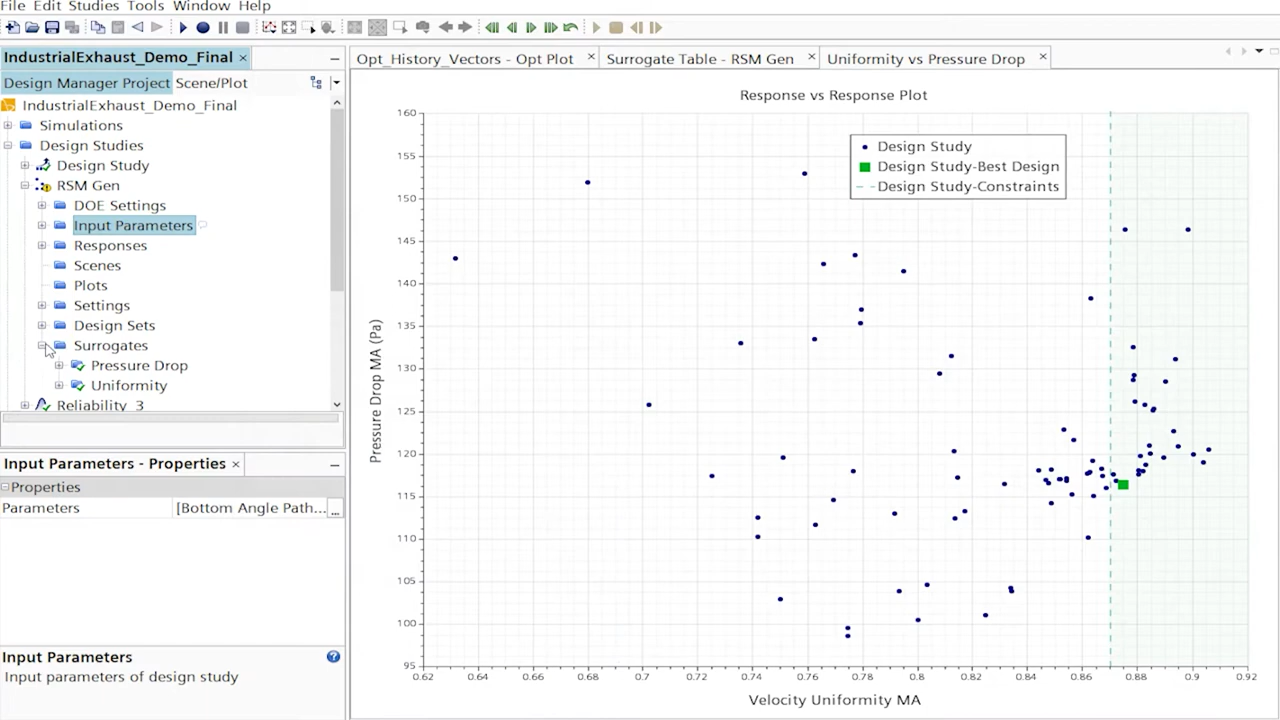 File Edit Studies Tools Window Help
IndustrialExhaust_Demo_Final ×
Design Manager Project Scene/Plot
IndustrialExhaust_Demo_Final
Simulations
Design Studies
Design Study
RSM Gen
DOE Settings
Input Parameters
Responses
Scenes
Plots
Settings
Design Sets
Surrogates
Pressure Drop
Uniformity
Reliability_3
Input Parameters - Properties ×
Properties
Parameters [Bottom Angle Path... ...
Input Parameters
Input parameters of design study
Opt_History_Vectors - Opt Plot × Surrogate Table - RSM Gen × Uniformity vs Pressure Drop ×
Response vs Response Plot
Design Study
Design Study-Best Design
Design Study-Constraints
Pressure Drop MA (Pa)
160
155
150
145
140
135
130
125
120
115
110
105
100
95
0.62 0.64 0.66 0.68 0.7 0.72 0.74 0.76 0.78 0.8 0.82 0.84 0.86 0.88 0.9 0.92
Velocity Uniformity MA